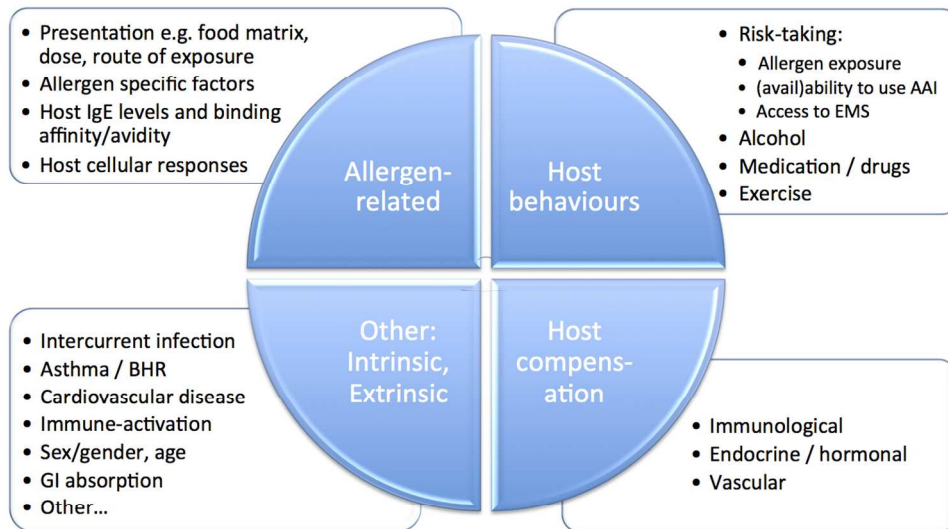 • Presentation e.g. food matrix,
dose, route of exposure
• Allergen specific factors
• Host IgE levels and binding
affinity/avidity
• Host cellular responses
Allergen-
related
• Risk-taking:
• Allergen exposure
• (avail)ability to use AAI
• Access to EMS
• Alcohol
• Medication / drugs
• Exercise
Host
behaviours
• Intercurrent infection
• Asthma / BHR
• Cardiovascular disease
• Immune-activation
• Sex/gender, age
• GI absorption
• Other...
Other:
Intrinsic,
Extrinsic
Host
compens-
ation
• Immunological
• Endocrine / hormonal
• Vascular